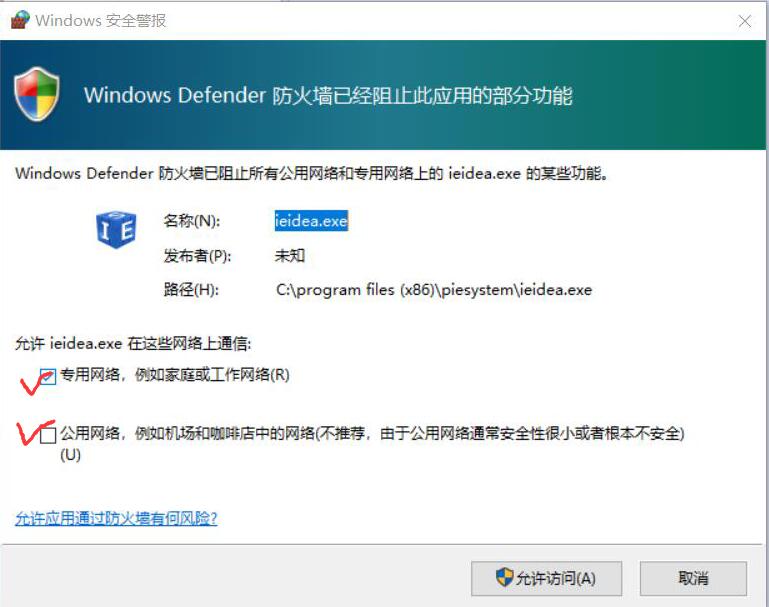 Windows 安全警报
Windows Defender 防火墙已经阻止此应用的部分功能
Windows Defender 防火墙已阻止所有公用网络和专用网络上的 ieidea.exe 的某些功能。
I E
名称(N): ieidea.exe
发布者(P): 未知
路径(H): C:\program files (x86)\piesystem\ieidea.exe
允许 ieidea.exe 在这些网络上通信:
专用网络，例如家庭或工作网络(R)
公用网络，例如机场和咖啡店中的网络(不推荐，由于公用网络通常安全性很小或者根本不安全)
(U)
允许应用通过防火墙有何风险?
允许访问(A) 取消